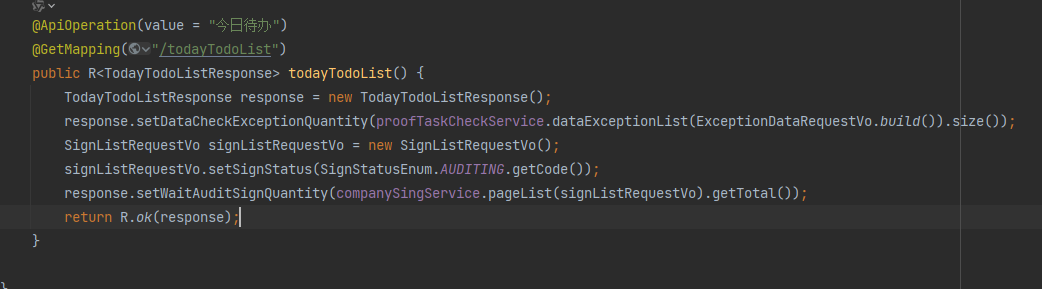 @ApiOperation(value = "今日待办")
@GetMapping("/todayTodoList")
public R<TodayTodoListResponse> todayTodoList() {
TodayTodoListResponse response = new TodayTodoListResponse();
response.setDataCheckExceptionQuantity(proofTaskCheckService.dataExceptionList(ExceptionDataRequestVo.build()).size());
SignListRequestVo signListRequestVo = new SignListRequestVo();
signListRequestVo.setSignStatus(SignStatusEnum.AUDITING.getCode());
response.setWaitAuditSignQuantity(companySingService.pageList(signListRequestVo).getTotal());
return R.ok(response);
}
}